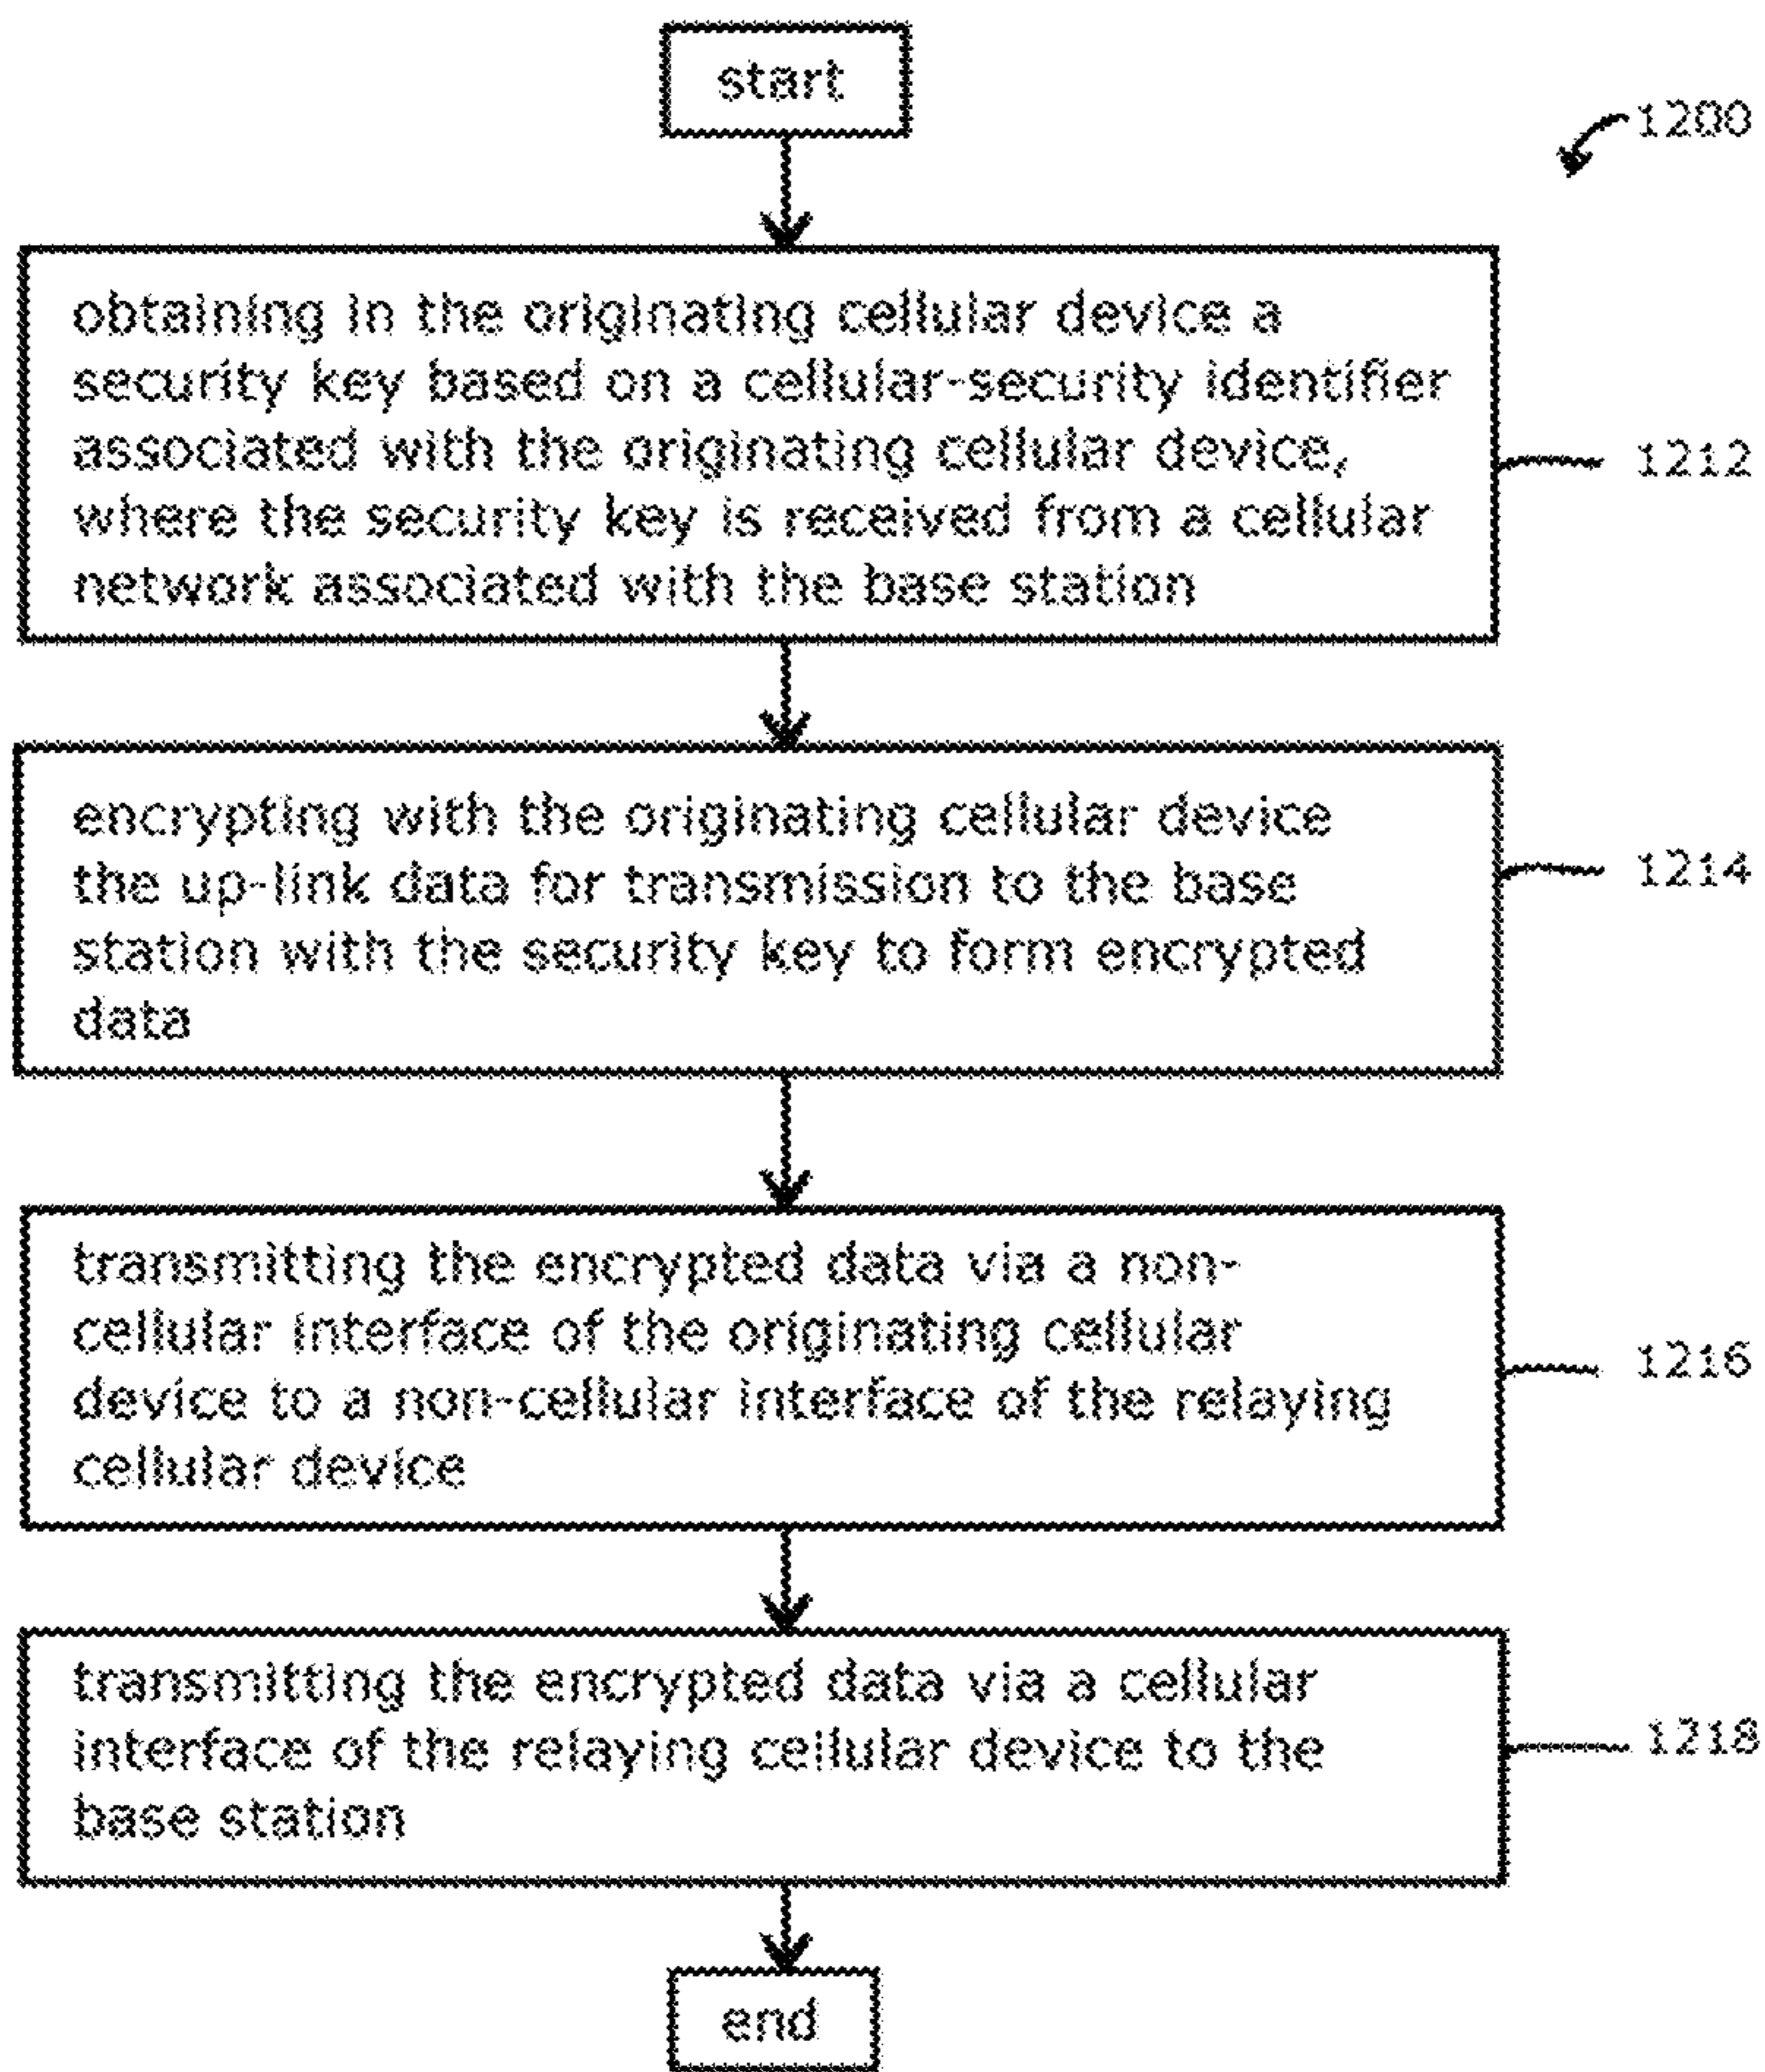 start
1200
obtaining in the originating cellular device a
security key based on a cellular-security identifier
associated with the originating cellular device,
where the security key is received from a cellular
network associated with the base station
1212
encrypting with the originating cellular device
the up-link data for transmission to the base
station with the security key to form encrypted
data
1214
transmitting the encrypted data via a non-
cellular interface of the originating cellular
device to a non-cellular interface of the relaying
cellular device
1216
transmitting the encrypted data via a cellular
interface of the relaying cellular device to the
base station
1218
end